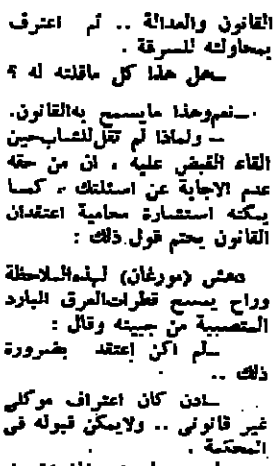 القانون والعدالة .. ثم اعترف
بمحاولته للسرقة .
ـ هل هذا كل ماقلته له ؟
ـ نعم وهذا مايسمح به القانون.
ـ ولماذا لم تقل للشاب حين
القاء القبض عليه ، ان من حقه
عدم الاجابة عن اسئلتك ، كما
يمكنه استشارة محامية اعتقد ان
القانون يحتم قول ذلك :
دهش (مورغان) لهذه الملاحظة
وراح يمسح قطرات العرق البارد
المتصببة من جبينه وقال :
ـ لم اكن اعتقد بضرورة
ذلك ..
ـ اذن كان اعتراف موكلي
غير قانوني .. ولايمكن قبوله في
المحكمة .